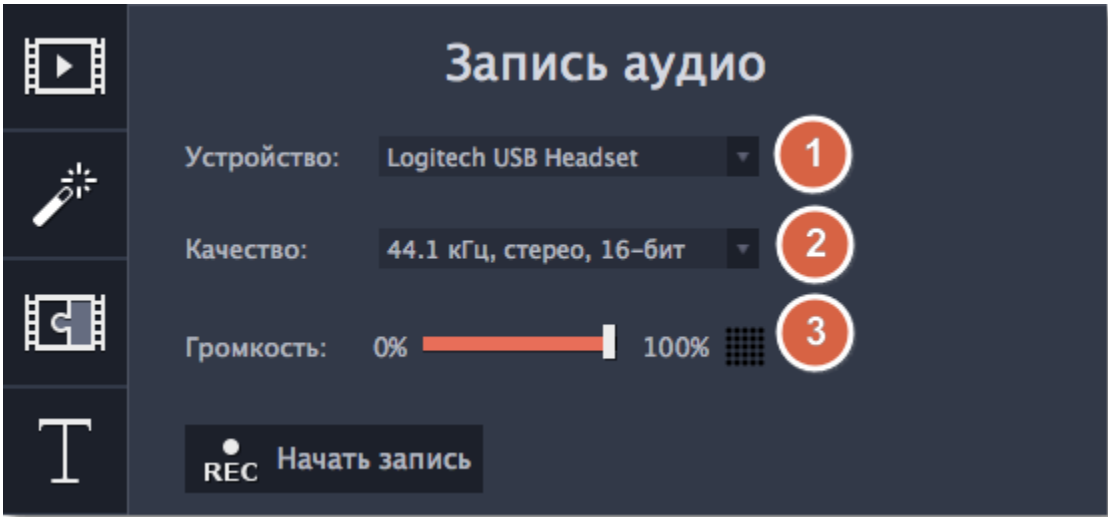 Запись аудио
Устройство: Logitech USB Headset 1
Качество: 44.1 кГц, стерео, 16-бит 2
Громкость: 0% 100% 3
REC Начать запись